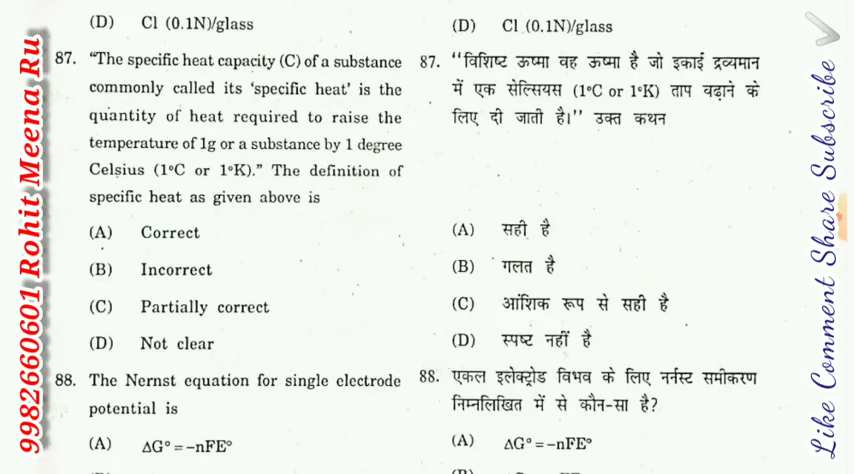 (D) Cl (0.1N)/glass
87. "The specific heat capacity (C) of a substance
commonly called its 'specific heat' is the
quantity of heat required to raise the
temperature of 1g or a substance by 1 degree
Celsius (1°C or 1°K)." The definition of
specific heat as given above is
(A) Correct
(B) Incorrect
(C) Partially correct
(D) Not clear
88. The Nernst equation for single electrode
potential is
(A) ΔG° = –nFE°
(D) Cl (0.1N)/glass
87. "विशिष्ट ऊष्मा वह ऊष्मा है जो इकाई द्रव्यमान
में एक सेल्सियस (1°C or 1°K) ताप बढ़ाने के
लिए दी जाती है।" उक्त कथन
(A) सही है
(B) गलत है
(C) आंशिक रूप से सही है
(D) स्पष्ट नहीं है
88. एकल इलेक्ट्रोड विभव के लिए नर्नस्ट समीकरण
निम्नलिखित में से कौन-सा है?
(A) ΔG° = –nFE°
9982660601 Rohit Meena Ru
Like Comment Share Subscribe